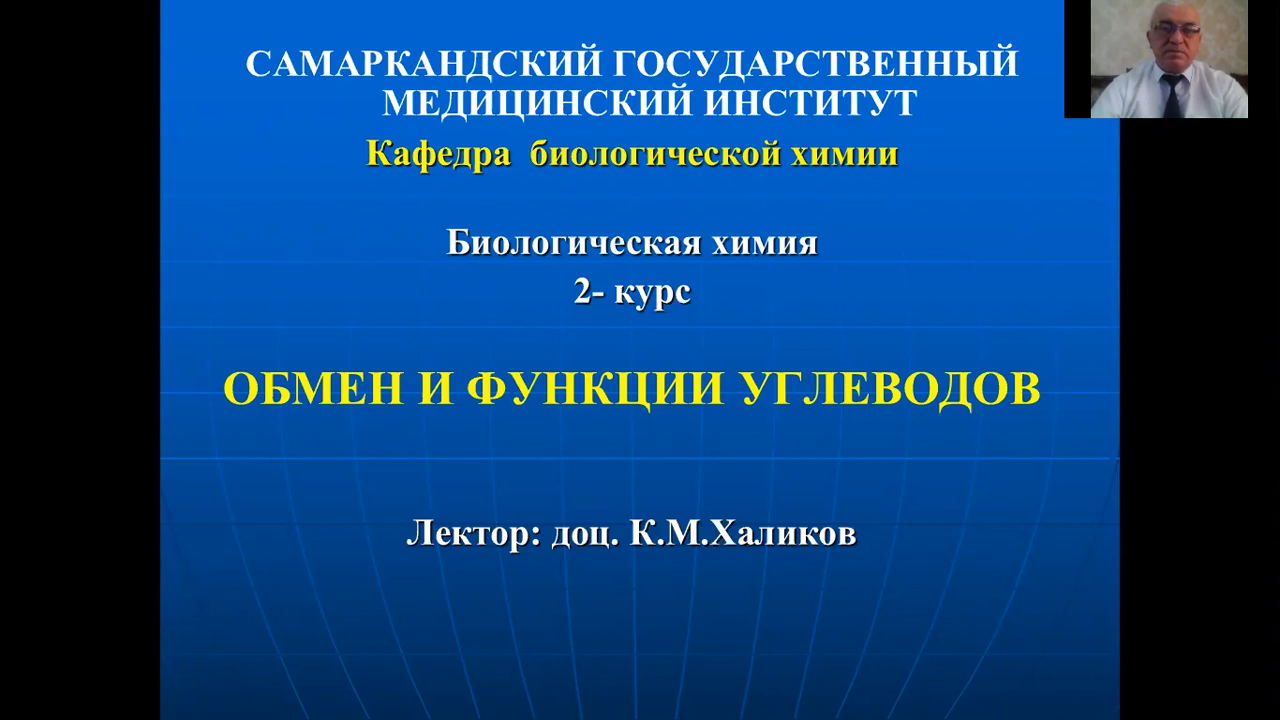 САМАРКАНДСКИЙ ГОСУДАРСТВЕННЫЙ
МЕДИЦИНСКИЙ ИНСТИТУТ
Кафедра биологической химии
Биологическая химия
2- курс
ОБМЕН И ФУНКЦИИ УГЛЕВОДОВ
Лектор: доц. К.М.Халиков